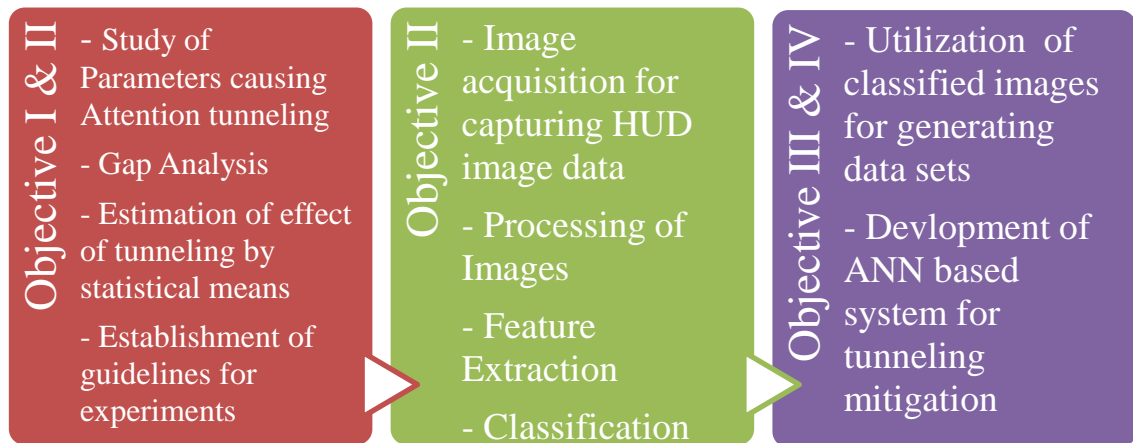 Objective I & II
- Study of
Parameters causing
Attention tunneling
- Gap Analysis
- Estimation of effect
of tunneling by
statistical means
- Establishment of
guidelines for
experiments
Objective II
- Image
acquisition for
capturing HUD
image data
- Processing of
Images
- Feature
Extraction
- Classification
Objective III & IV
- Utilization of
classified images
for generating
data sets
- Devlopment of
ANN based
system for
tunneling
mitigation